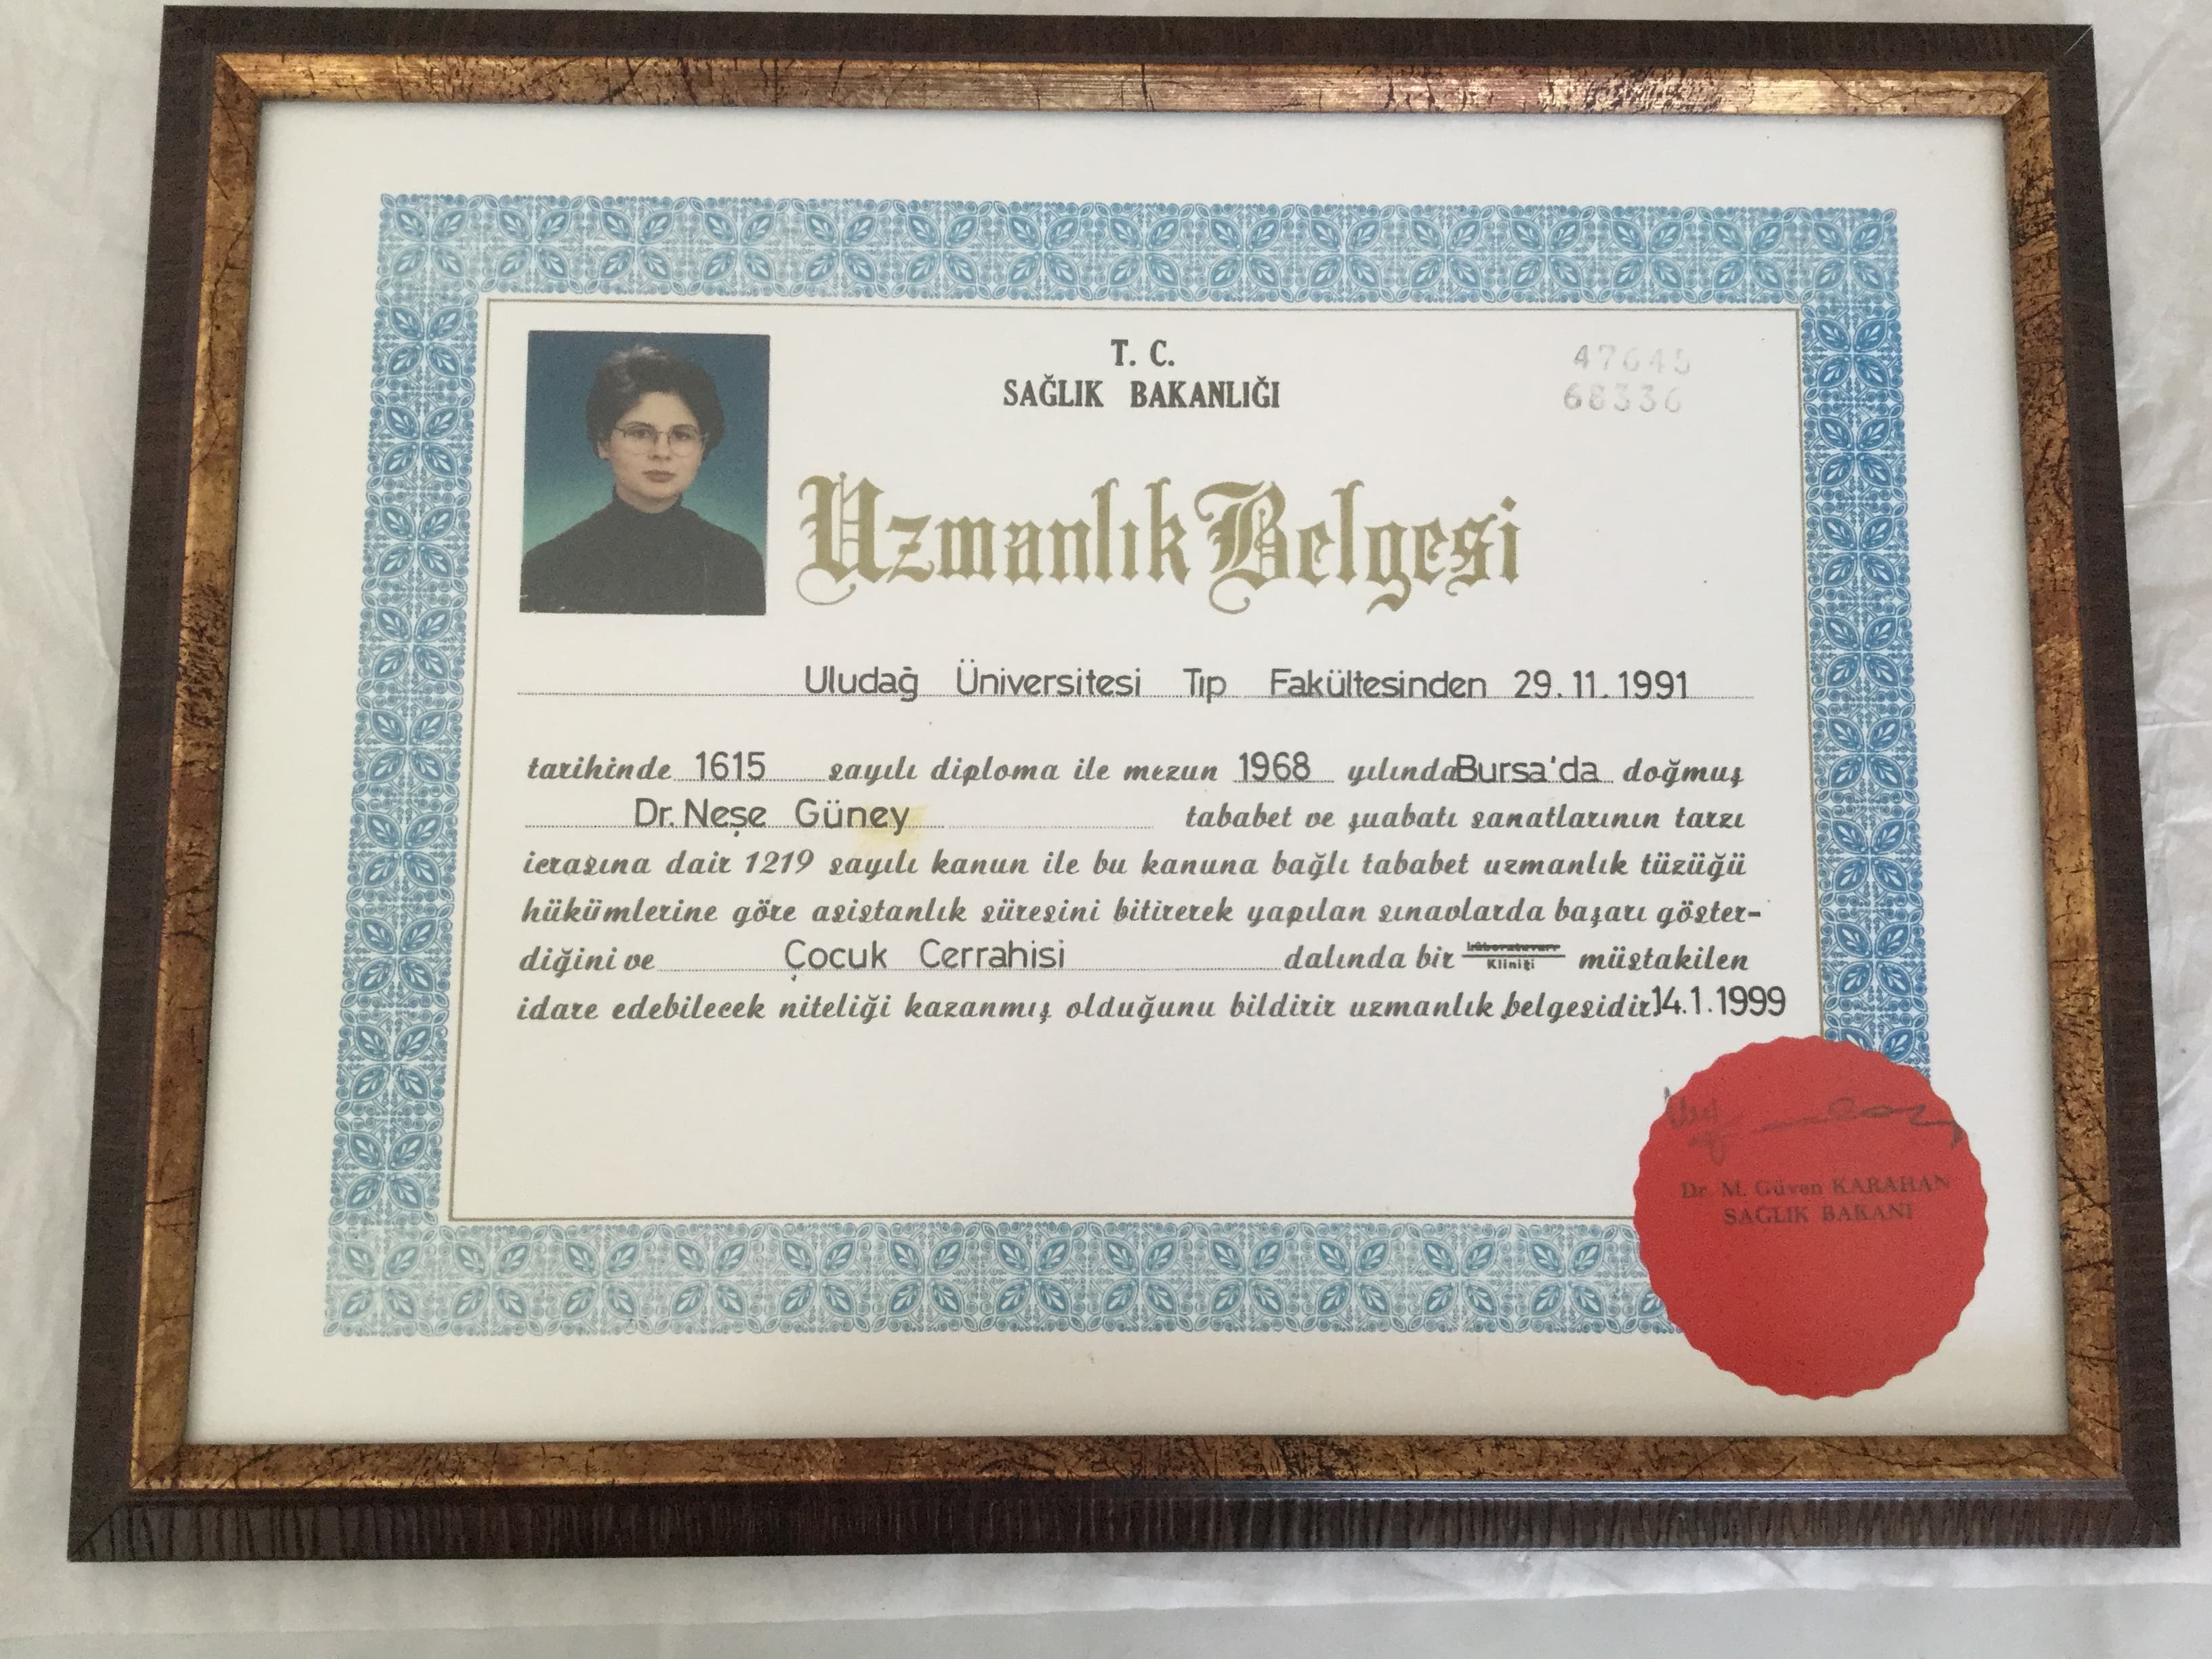 T. C.
SAĞLIK BAKANLIĞI
47645
68336
Uzmanlık Belgesi
Uludağ Üniversitesi Tıp Fakültesinden 29.11.1991
tarihinde 1615 sayılı diploma ile mezun 1968 yılında Bursa'da doğmuş
Dr. Neşe Güney tababet ve şuabatı sanatlarının tarzı
icrasına dair 1219 sayılı kanun ile bu kanuna bağlı tababet uzmanlık tüzüğü
hükümlerine göre asistanlık süresini bitirerek yapılan sınavlarda başarı göster-
diğini ve Çocuk Cerrahisi dalında bir Kliniği müstakilen
idare edebilecek niteliği kazanmış olduğunu bildirir uzmanlık belgesidir. 14.1.1999
Dr. M. Güven KARAHAN
SAĞLIK BAKANI